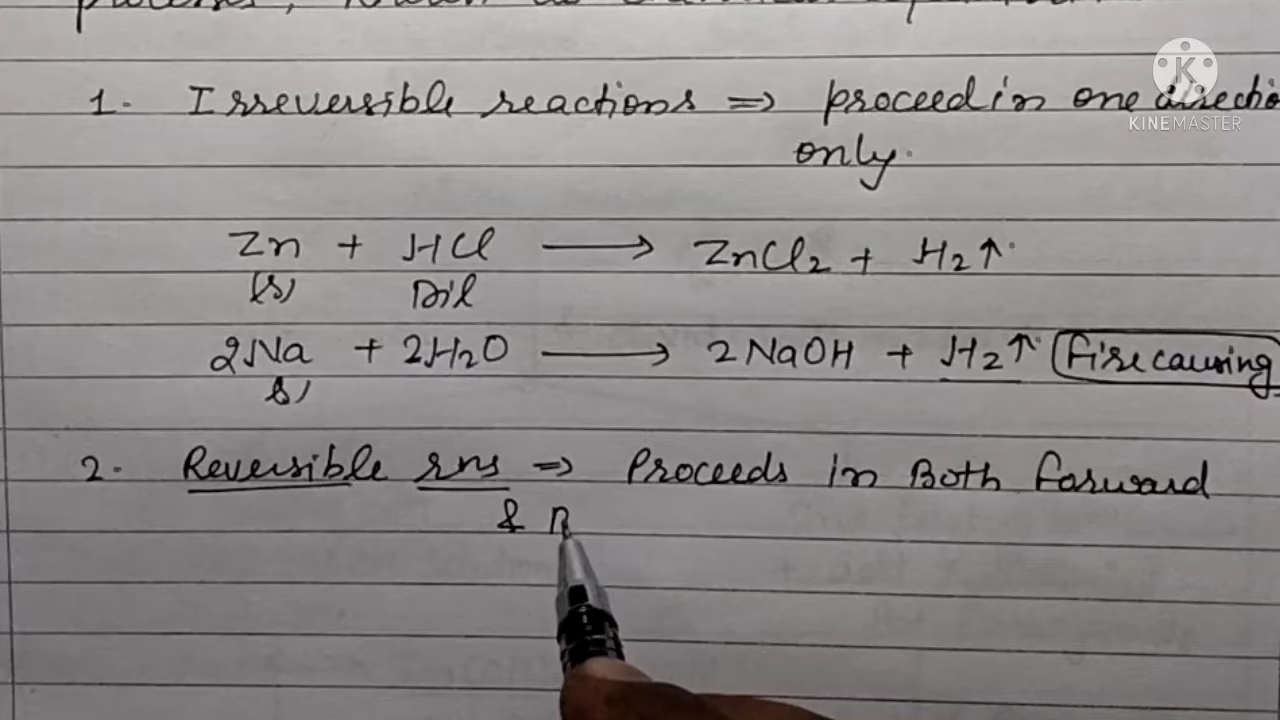 1. Irreversible reactions ⇒ proceed in one directio
only.
Zn + HCl ⟶ ZnCl2 + H2↑
(s) Dil
2Na + 2H2O ⟶ 2NaOH + H2↑ Fire causing
(s)
2. Reversible rns ⇒ Proceeds in Both forward
&
KINEMASTER